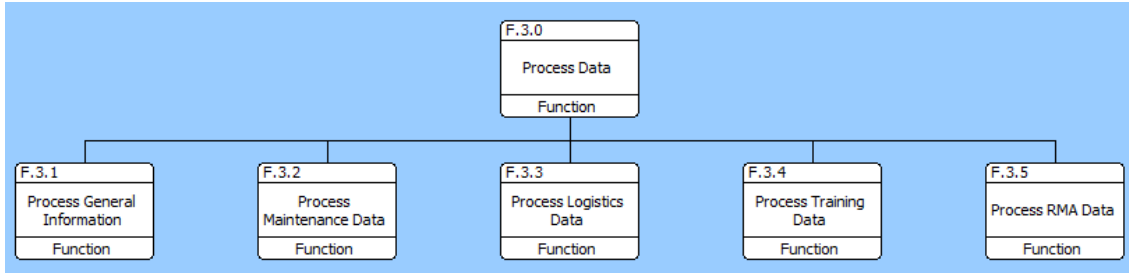 F.3.0
Process Data
Function
F.3.1
Process General
Information
Function
F.3.2
Process
Maintenance Data
Function
F.3.3
Process Logistics
Data
Function
F.3.4
Process Training
Data
Function
F.3.5
Process RMA Data
Function